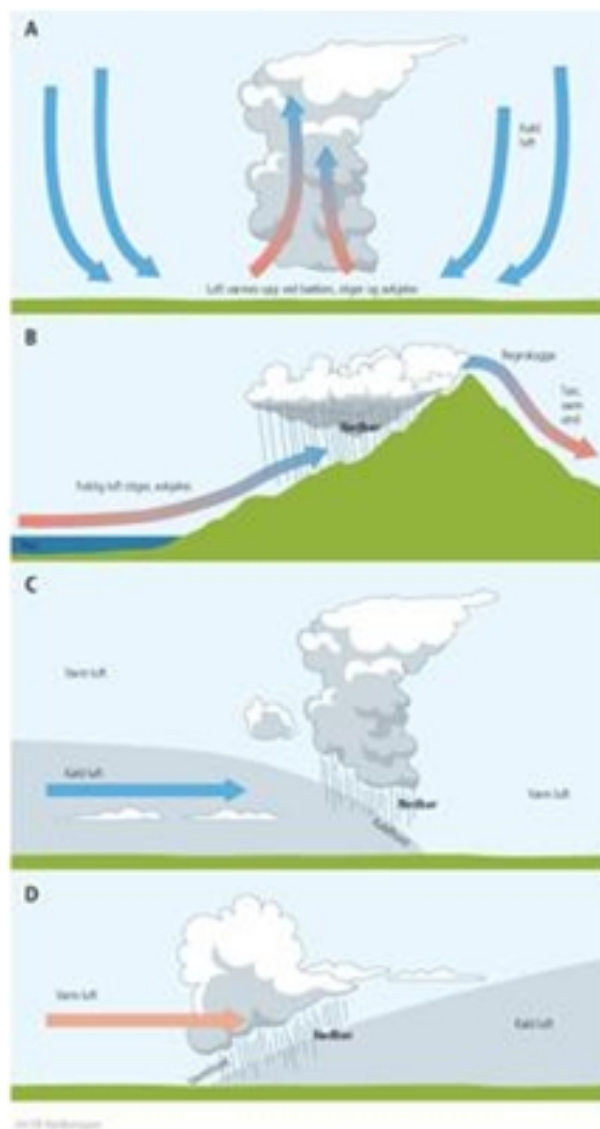 A
Kald
luft
Luft varmes opp ved bakken, stiger og avkjøles
B
Regnskygge
Tørr,
varm
vind
Nedbør
Fuktig luft stiger, avkjøles
C
Varm luft
Kald luft
Nedbør
Varm luft
Kaldfront
D
Varm luft
Nedbør
Kald luft